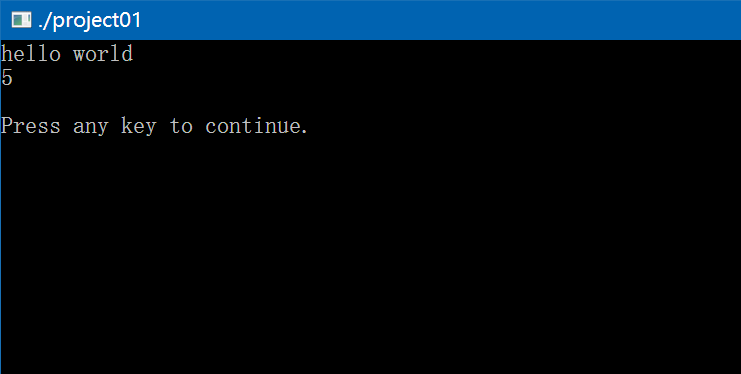 ./project01
hello world
5
Press any key to continue.